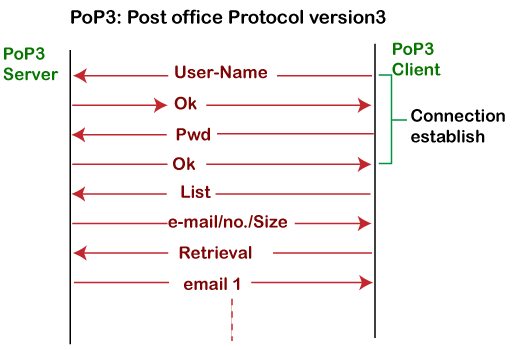 PoP3: Post office Protocol version3
PoP3
Server
PoP3
Client
User-Name
Ok
Connection
establish
Pwd
Ok
List
e-mail/no./Size
Retrieval
email 1